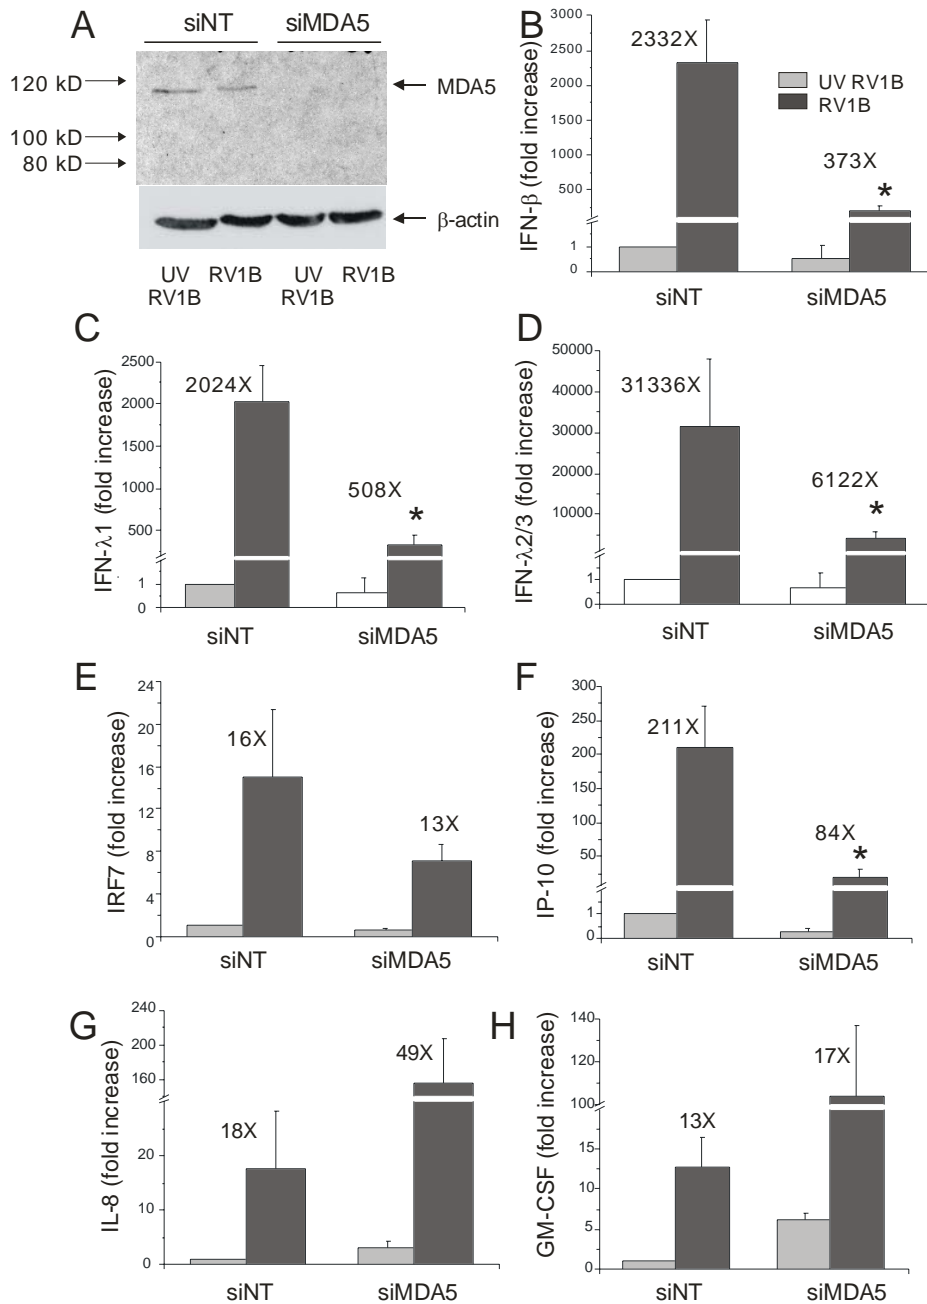 A
siNT
siMDA5
120 kD
MDA5
100 kD
80 kD
β-actin
UV RV1B
RV1B
UV RV1B
RV1B
B
IFN-β (fold increase)
3000
2500
2000
1500
1000
500
1
0
2332X
373X
*
UV RV1B
RV1B
siNT
siMDA5
C
IFN-λ1 (fold increase)
2500
2000
1500
1000
500
1
0
2024X
508X
*
siNT
siMDA5
D
IFN-λ2/3 (fold increase)
50000
40000
30000
20000
10000
1
0
31336X
6122X
*
siNT
siMDA5
E
IRF7 (fold increase)
24
20
16
12
8
4
0
16X
13X
siNT
siMDA5
F
IP-10 (fold increase)
300
250
200
150
100
50
1
0
211X
84X
*
siNT
siMDA5
G
IL-8 (fold increase)
240
200
160
20
10
0
18X
49X
siNT
siMDA5
H
GM-CSF (fold increase)
140
120
100
15
10
5
0
13X
17X
siNT
siMDA5